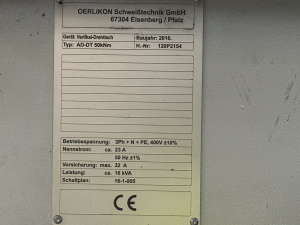 OERLIKON Schweißtechnik GmbH
67304 Eisenberg / Pfalz
Gerät: Vertikal-Drehtisch Baujahr: 2016.
Typ: AD-DT 50kNm H.-Nr: 120P2154
Betriebsspannung: 3Ph + N + PE, 400V ±10%
Nennstrom: ca. 23 A
50 Hz ±1%
Versicherung: max. 32 A
Leistung: ca. 16 kVA
Schaltplan: 16-1-005
CE